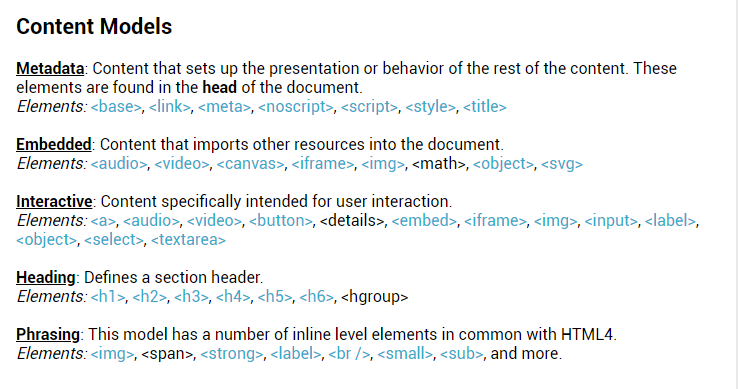 Content Models
Metadata: Content that sets up the presentation or behavior of the rest of the content. These
elements are found in the head of the document.
Elements: <base>, <link>, <meta>, <noscript>, <script>, <style>, <title>
Embedded: Content that imports other resources into the document.
Elements: <audio>, <video>, <canvas>, <iframe>, <img>, <math>, <object>, <svg>
Interactive: Content specifically intended for user interaction.
Elements: <a>, <audio>, <video>, <button>, <details>, <embed>, <iframe>, <img>, <input>, <label>,
<object>, <select>, <textarea>
Heading: Defines a section header.
Elements: <h1>, <h2>, <h3>, <h4>, <h5>, <h6>, <hgroup>
Phrasing: This model has a number of inline level elements in common with HTML4.
Elements: <img>, <span>, <strong>, <label>, <br />, <small>, <sub>, and more.